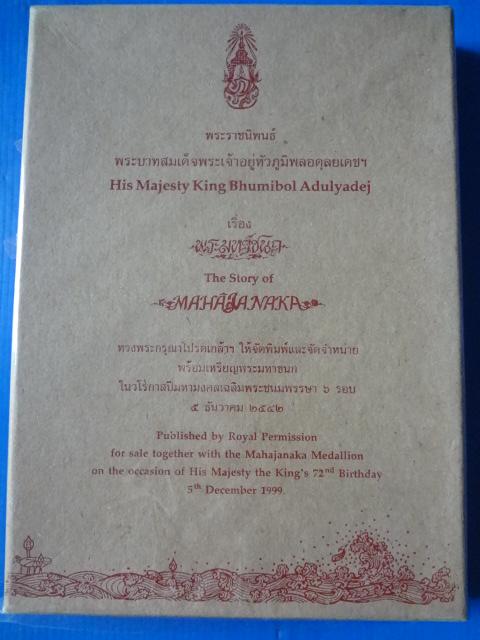 พระราชนิพนธ์
พระบาทสมเด็จพระเจ้าอยู่หัวภูมิพลอดุลยเดชฯ
His Majesty King Bhumibol Adulyadej
เรื่อง
พระมหาชนก
The Story of
MAHAJANAKA
ทรงพระกรุณาโปรดเกล้าฯ ให้จัดพิมพ์และจัดจำหน่าย
พร้อมเหรียญพระมหาชนก
ในวโรกาสปีมหามงคลเฉลิมพระชนมพรรษา ๖ รอบ
๕ ธันวาคม ๒๕๔๒
Published by Royal Permission
for sale together with the Mahajanaka Medallion
on the occasion of His Majesty the King's 72nd Birthday
5th December 1999